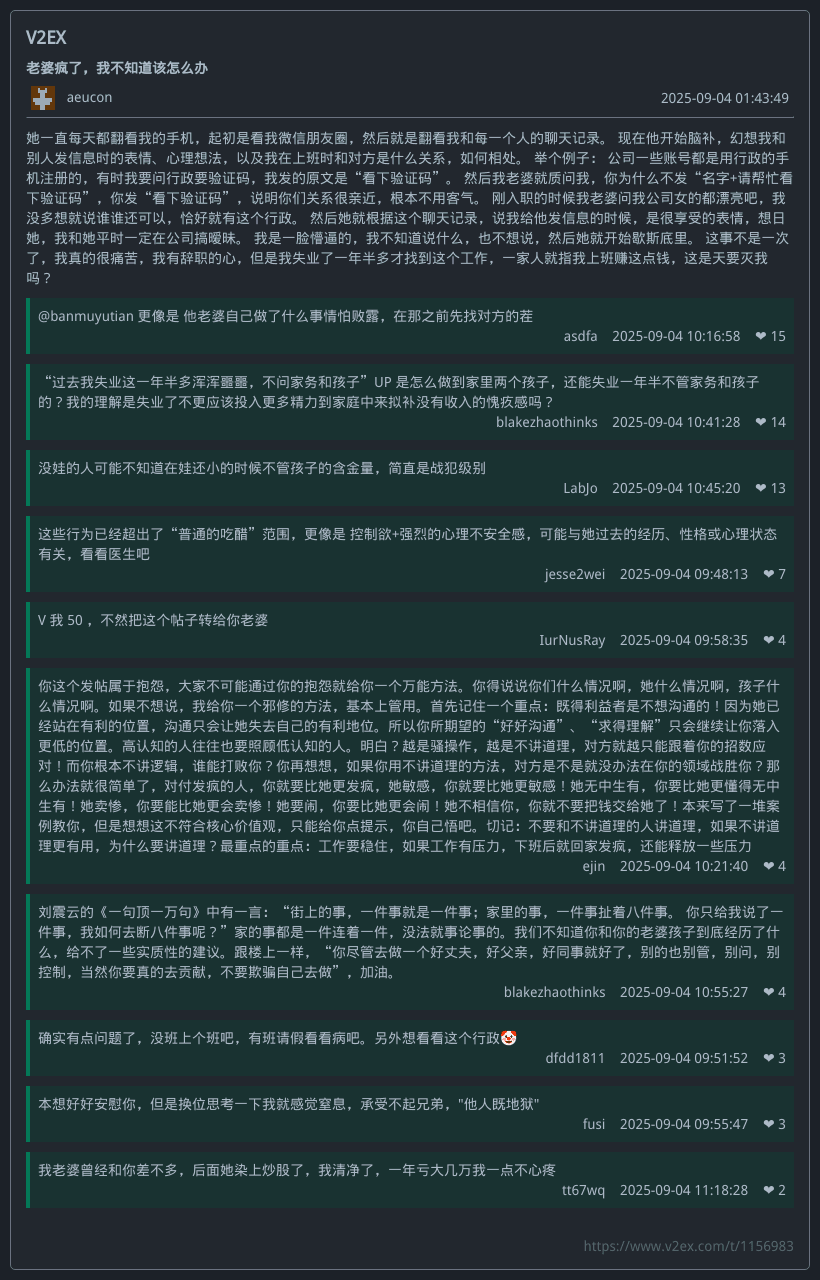 V2EX
老婆疯了，我不知道该怎么办
aeucon 2025-09-04 01:43:49
她一直每天都翻看我的手机，起初是看我微信朋友圈，然后就是翻看我和每一个人的聊天记录。 现在他开始脑补，幻想我和
别人发信息时的表情、心理想法，以及我在上班时和对方是什么关系，如何相处。 举个例子： 公司一些账号都是用行政的手
机注册的，有时我要问行政要验证码，我发的原文是“看下验证码”。 然后我老婆就质问我，你为什么不发“名字+请帮忙看
下验证码”，你发“看下验证码”，说明你们关系很亲近，根本不用客气。 刚入职的时候我老婆问我公司女的都漂亮吧，我
没多想就说谁谁还可以，恰好就有这个行政。 然后她就根据这个聊天记录，说我给他发信息的时候，是很享受的表情，想日
她，我和她平时一定在公司搞暧昧。 我是一脸懵逼的，我不知道说什么，也不想说，然后她就开始歇斯底里。 这事不是一次
了，我真的很痛苦，我有辞职的心，但是我失业了一年半多才找到这个工作，一家人就指我上班赚这点钱，这是天要灭我
吗？
@banmuyutian 更像是 他老婆自己做了什么事情怕败露，在那之前先找对方的茬
asdfa 2025-09-04 10:16:58 ❤ 15
“过去我失业这一年半多浑浑噩噩，不问家务和孩子”UP 是怎么做到家里两个孩子，还能失业一年半不管家务和孩子
的？我的理解是失业了不更应该投入更多精力到家庭中来拟补没有收入的愧疚感吗？
blakezhaothinks 2025-09-04 10:41:28 ❤ 14
没娃的人可能不知道在娃还小的时候不管孩子的含金量，简直是战犯级别
LabJo 2025-09-04 10:45:20 ❤ 13
这些行为已经超出了“普通的吃醋”范围，更像是 控制欲+强烈的心理不安全感，可能与她过去的经历、性格或心理状态
有关，看看医生吧
jesse2wei 2025-09-04 09:48:13 ❤ 7
V 我 50 ，不然把这个帖子转给你老婆
IurNusRay 2025-09-04 09:58:35 ❤ 4
你这个发帖属于抱怨，大家不可能通过你的抱怨就给你一个万能方法。你得说说你们什么情况啊，她什么情况啊，孩子什
么情况啊。如果不想说，我给你一个邪修的方法，基本上管用。首先记住一个重点：既得利益者是不想沟通的！因为她已
经站在有利的位置，沟通只会让她失去自己的有利地位。所以你所期望的“好好沟通”、“求得理解”只会继续让你落入
更低的位置。高认知的人往往也要照顾低认知的人。明白？越是骚操作，越是不讲道理，对方就越只能跟着你的招数应
对！而你根本不讲逻辑，谁能打败你？你再想想，如果你用不讲道理的方法，对方是不是就没办法在你的领域战胜你？那
么办法就很简单了，对付发疯的人，你就要比她更发疯，她敏感，你就要比她更敏感！她无中生有，你要比她更懂得无中
生有！她卖惨，你要能比她更会卖惨！她要闹，你要比她更会闹！她不相信你，你就不要把钱交给她了！本来写了一堆案
例教你，但是想想这不符合核心价值观，只能给你点提示，你自己悟吧。切记：不要和不讲道理的人讲道理，如果不讲道
理更有用，为什么要讲道理？最重点的重点：工作要稳住，如果工作有压力，下班后就回家发疯，还能释放一些压力
ejin 2025-09-04 10:21:40 ❤ 4
刘震云的《一句顶一万句》中有一言：“街上的事，一件事就是一件事；家里的事，一件事扯着八件事。 你只给我说了一
件事，我如何去断八件事呢？”家的事都是一件连着一件，没法就事论事的。我们不知道你和你的老婆孩子到底经历了什
么，给不了一些实质性的建议。跟楼上一样，“你尽管去做一个好丈夫，好父亲，好同事就好了，别的也别管，别问，别
控制，当然你要真的去贡献，不要欺骗自己去做”，加油。
blakezhaothinks 2025-09-04 10:55:27 ❤ 4
确实有点问题了，没班上个班吧，有班请假看看病吧。另外想看看这个行政🤡
dfdd1811 2025-09-04 09:51:52 ❤ 3
本想好好安慰你，但是换位思考一下我就感觉窒息，承受不起兄弟，"他人既地狱"
fusi 2025-09-04 09:55:47 ❤ 3
我老婆曾经和你差不多，后面她染上炒股了，我清净了，一年亏大几万我一点不心疼
tt67wq 2025-09-04 11:18:28 ❤ 2
https://www.v2ex.com/t/1156983